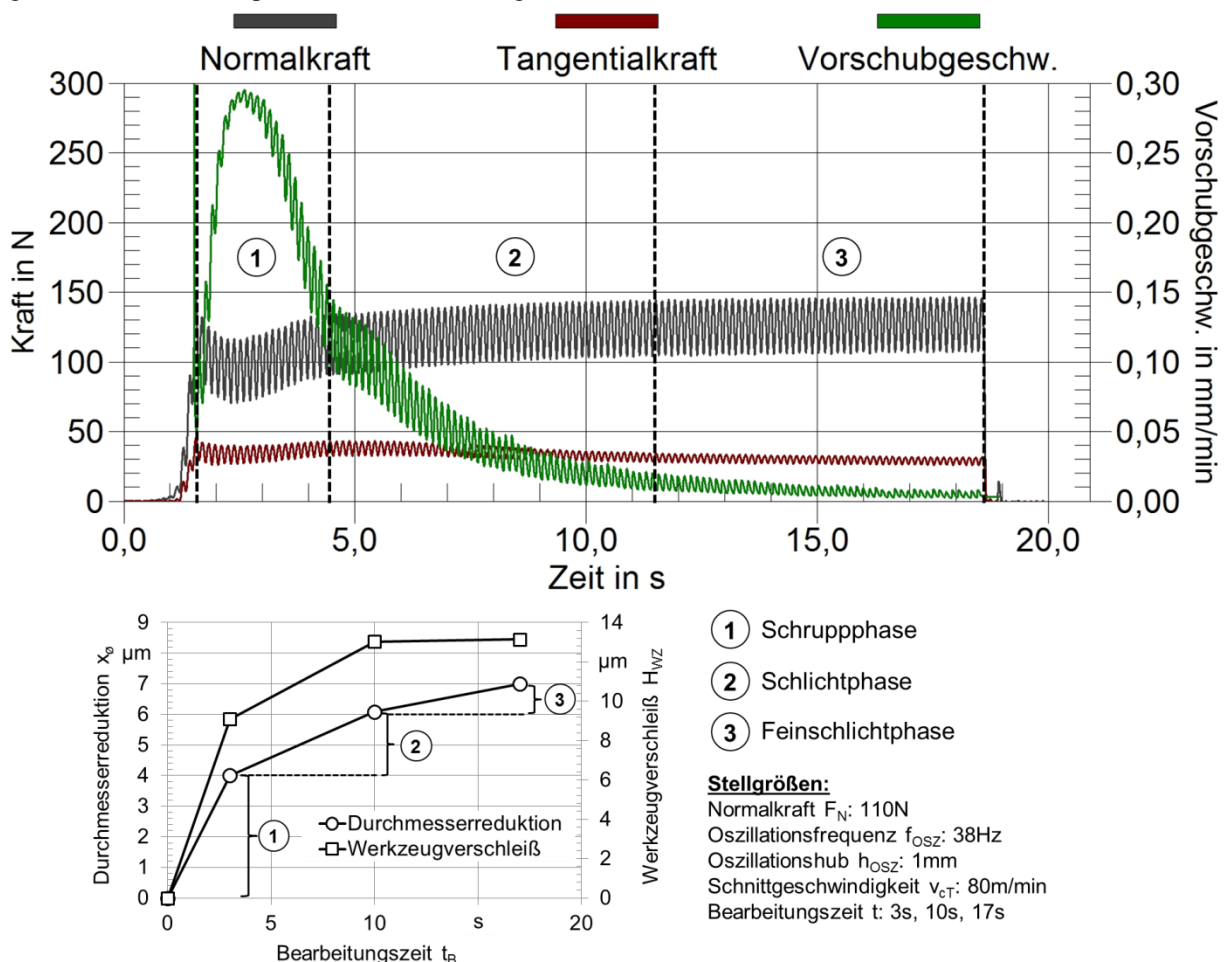 Normalkraft Tangentialkraft Vorschubgeschw.
300
250
200
150
100
50
0
Kraft in N
0,30
0,25
0,20
0,15
0,10
0,05
0,00
Vorschubgeschw. in mm/min
1
2
3
0,0 5,0 10,0 15,0 20,0
Zeit in s
9
µm
7
6
5
4
3
2
1
0
Durchmesserreduktion xø
14
µm
10
8
6
4
2
0
Werkzeugverschleiß HWZ
1
2
3
Durchmesserreduktion
Werkzeugverschleiß
0 5 10 s 20
Bearbeitungszeit tB
1 Schruppphase
2 Schlichtphase
3 Feinschlichtphase
Stellgrößen:
Normalkraft FN: 110N
Oszillationsfrequenz fOSZ: 38Hz
Oszillationshub hOSZ: 1mm
Schnittgeschwindigkeit vcT: 80m/min
Bearbeitungszeit t: 3s, 10s, 17s